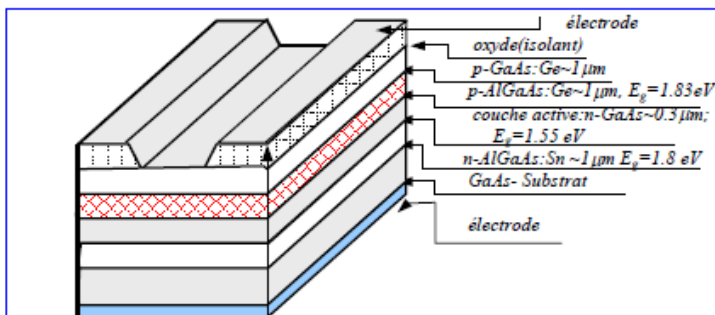 électrode
oxyde(isolant)
p-GaAs:Ge~1μm
p-AlGaAs:Ge~1μm, Eg=1.83eV
couche active:n-GaAs~0.3μm;
Eg=1.55 eV
n-AlGaAs:Sn~1μm Eg=1.8 eV
GaAs- Substrat
électrode